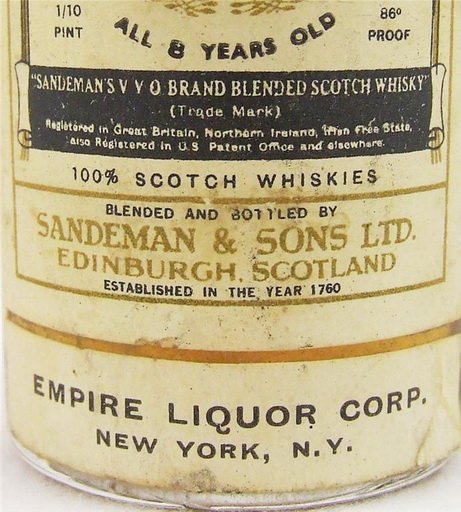 1/10 PINT
ALL 8 YEARS OLD
86° PROOF
"SANDEMAN'S V V O BRAND BLENDED SCOTCH WHISKY"
(Trade Mark)
Registered in Great Britain, Northern Ireland, Irish Free State,
also Registered in U S Patent Office and elsewhere.
100% SCOTCH WHISKIES
BLENDED AND BOTTLED BY
SANDEMAN & SONS LTD.
EDINBURGH, SCOTLAND
ESTABLISHED IN THE YEAR 1760
EMPIRE LIQUOR CORP.
NEW YORK, N.Y.